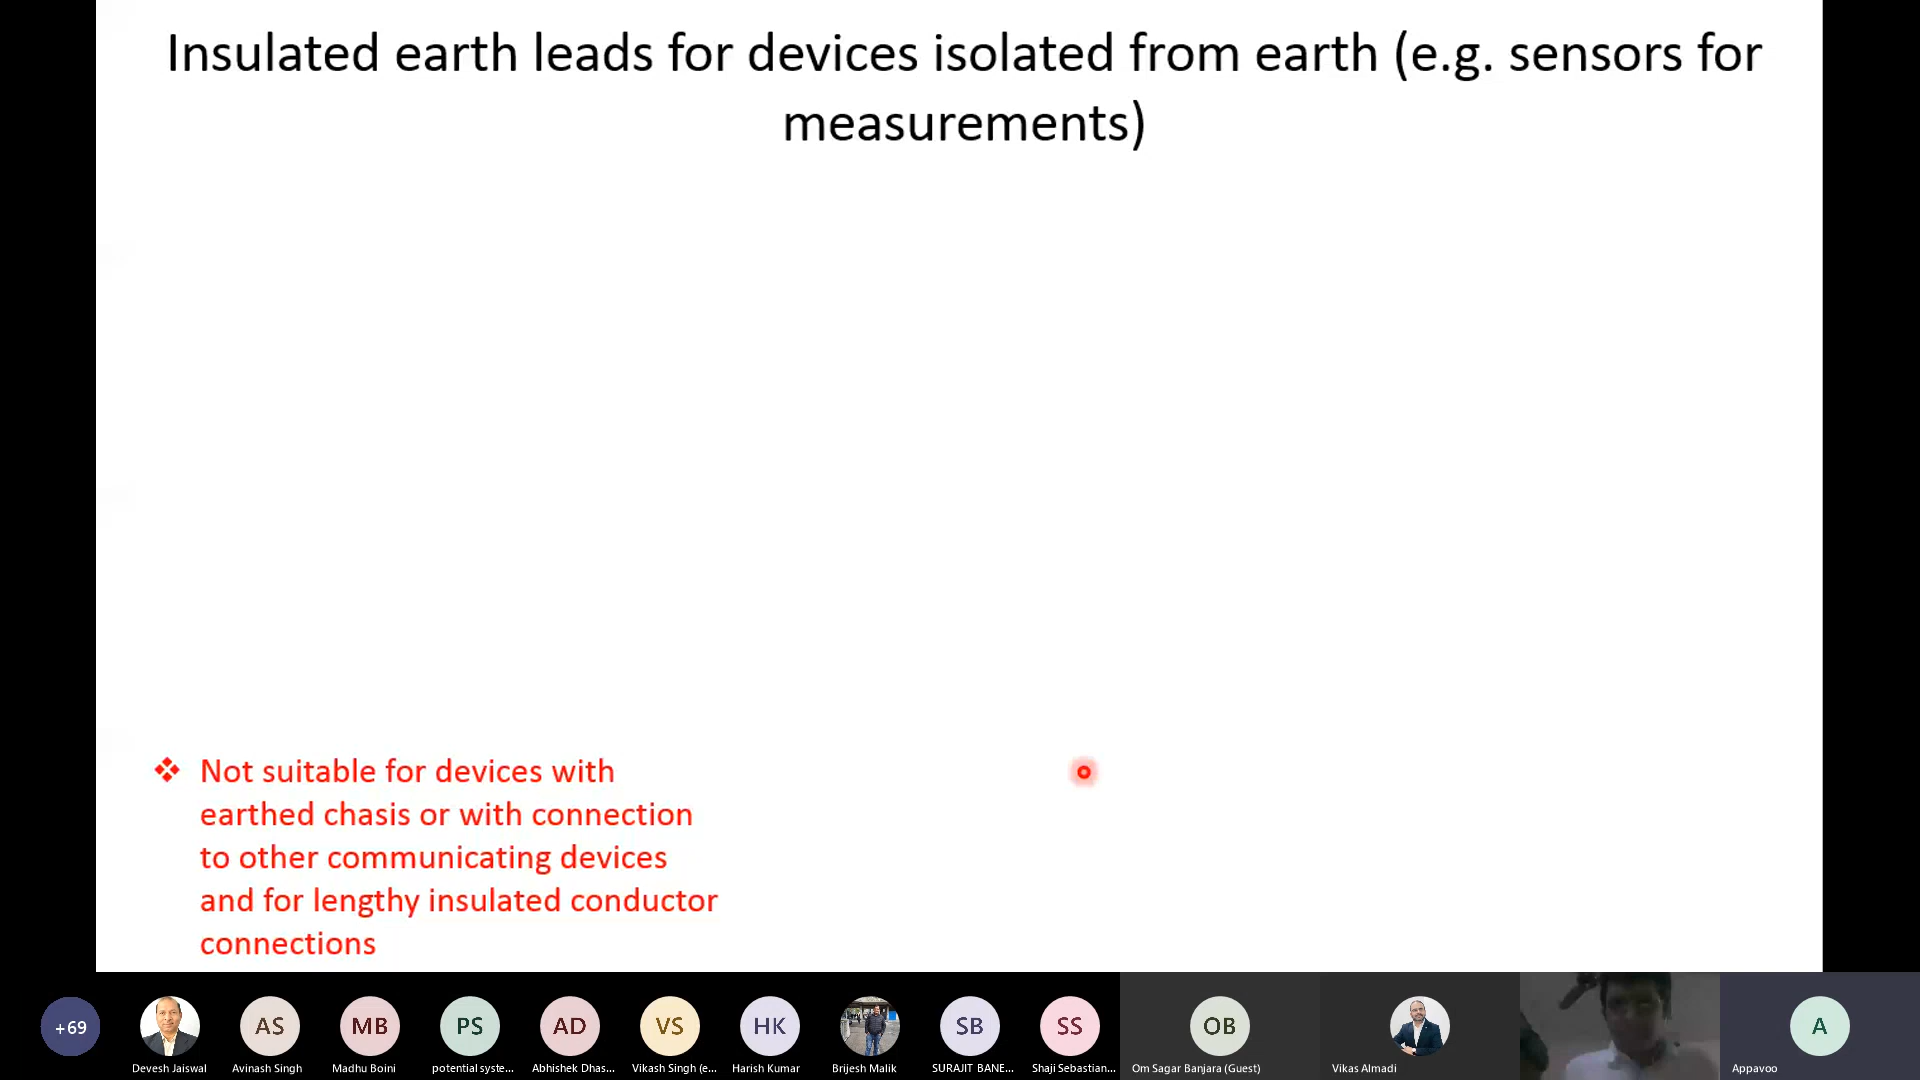 Insulated earth leads for devices isolated from earth (e.g. sensors for
measurements)
❖ Not suitable for devices with
earthed chasis or with connection
to other communicating devices
and for lengthy insulated conductor
connections
+69
AS
MB
PS
AD
VS
HK
SB
SS
OB
A
Devesh Jaiswal
Avinash Singh
Madhu Boini
potential syste...
Abhishek Dhas...
Vikash Singh (e...
Harish Kumar
Brijesh Malik
SURAJIT BANE...
Shaji Sebastian...
Om Sagar Banjara (Guest)
Vikas Almadi
Appavoo